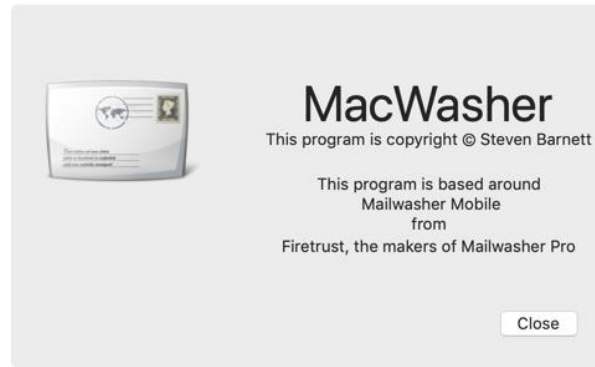 MacWasher
This program is copyright © Steven Barnett
This program is based around
Mailwasher Mobile
from
Firetrust, the makers of Mailwasher Pro
Close